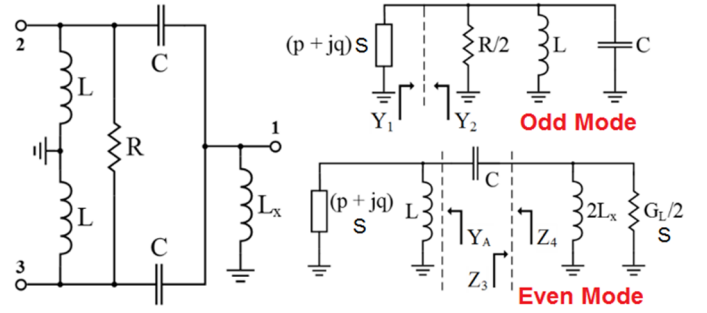 2
C
L
R
1
Lx
L
C
3
(p + jq) S
R/2
L
C
Y1
Y2
Odd Mode
C
(p + jq)
S
L
YA
Z4
2Lx
GL/2
S
Z3
Even Mode